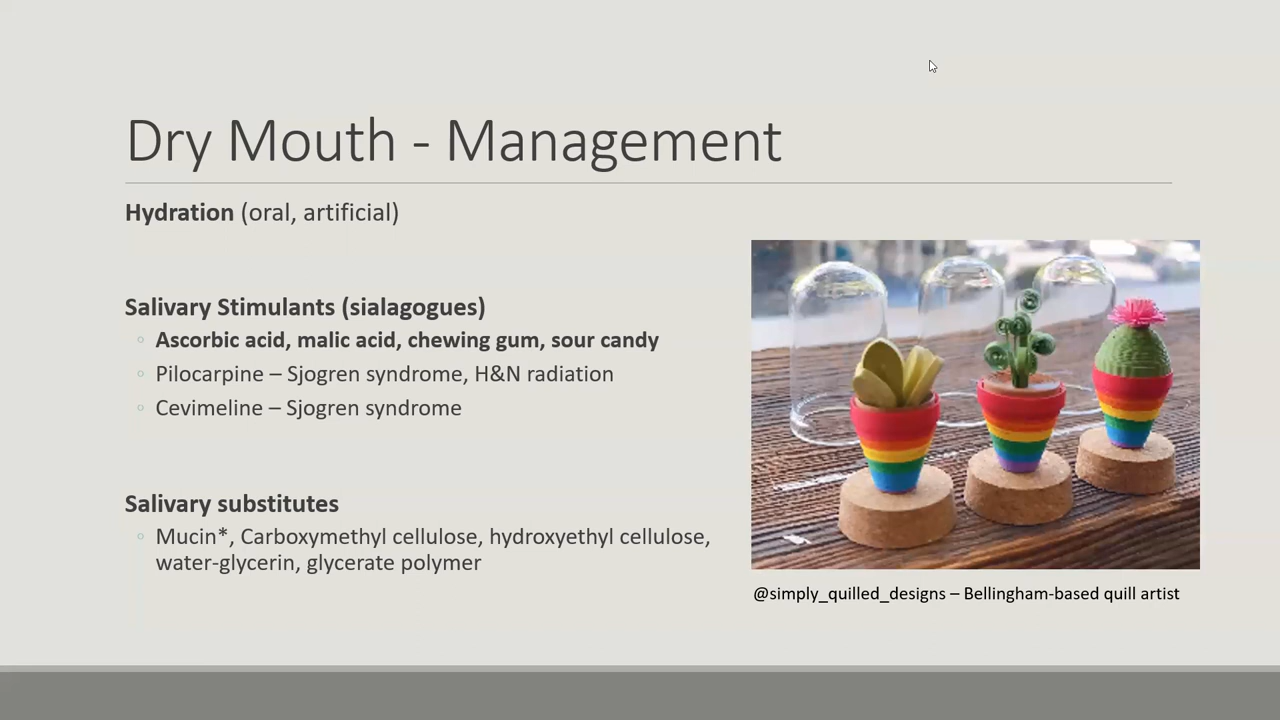 Dry Mouth - Management
Hydration (oral, artificial)
Salivary Stimulants (sialagogues)
Ascorbic acid, malic acid, chewing gum, sour candy
Pilocarpine – Sjogren syndrome, H&N radiation
Cevimeline – Sjogren syndrome
Salivary substitutes
Mucin*, Carboxymethyl cellulose, hydroxyethyl cellulose,
water-glycerin, glycerate polymer
@simply_quilled_designs – Bellingham-based quill artist